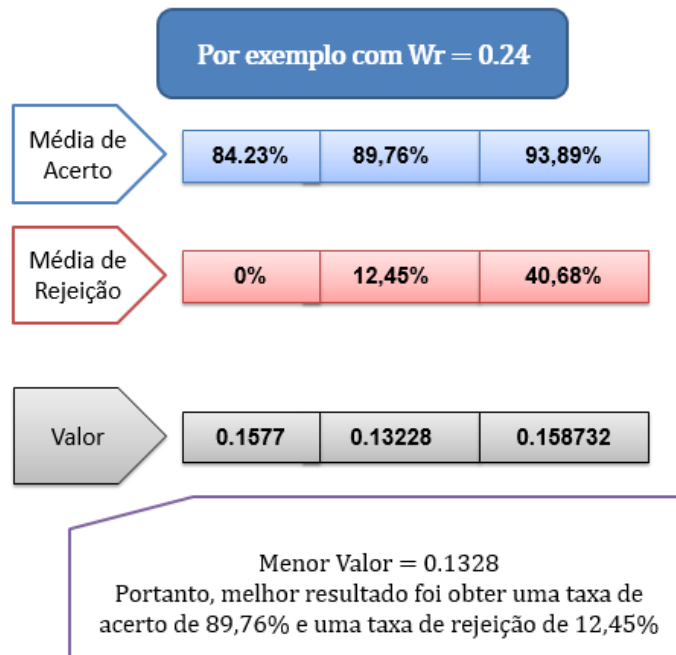 Por exemplo com Wr = 0.24
Média de
Acerto
84.23% 89,76% 93,89%
Média de
Rejeição
0% 12,45% 40,68%
Valor
0.1577 0.13228 0.158732
Menor Valor = 0.1328
Portanto, melhor resultado foi obter uma taxa de
acerto de 89,76% e uma taxa de rejeição de 12,45%